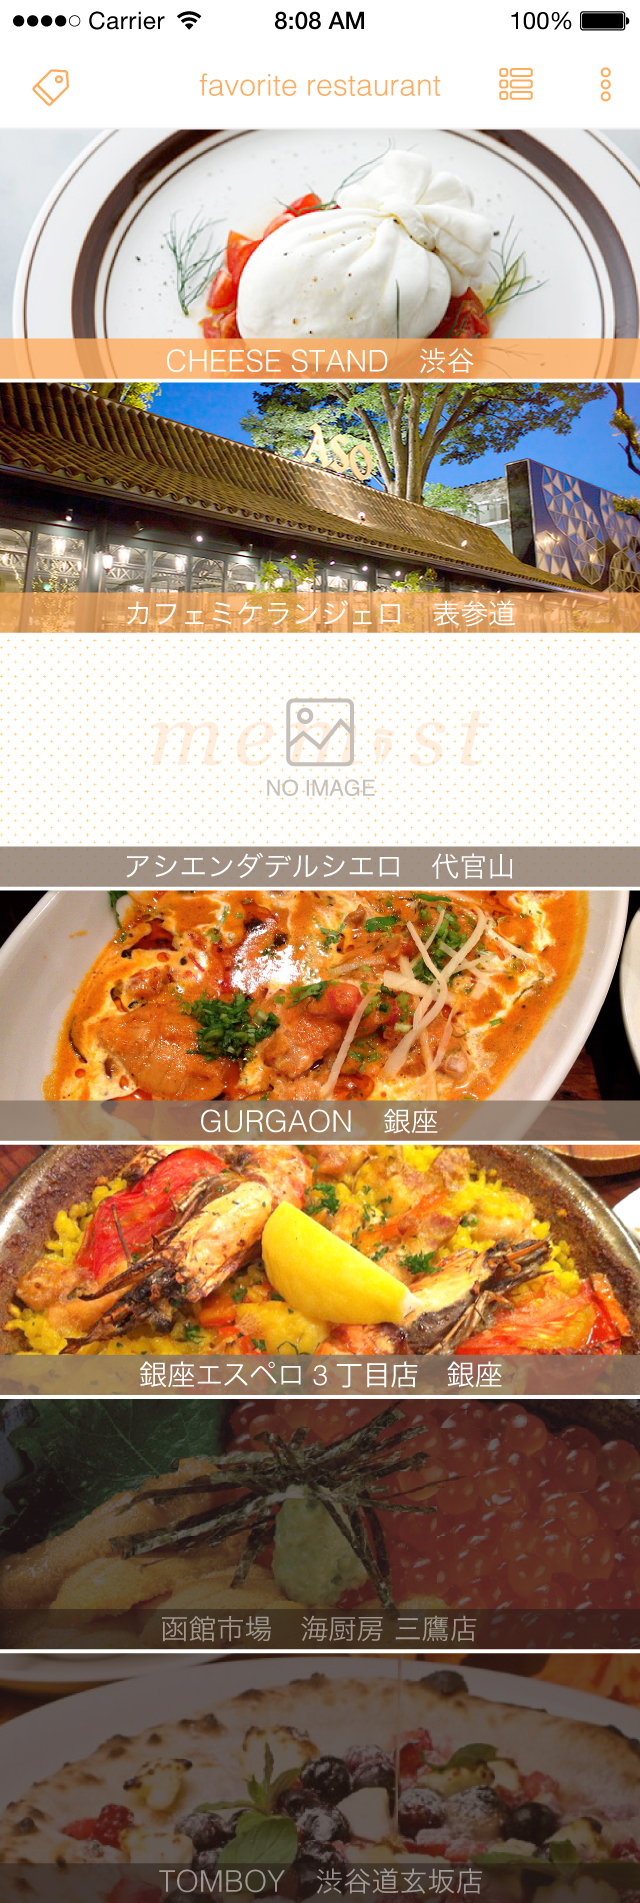 Carrier 8:08 AM 100%
favorite restaurant
CHEESE STAND　渋谷
ASO
カフェミケランジェロ　表参道
memost
NO IMAGE
アシエンダデルシエロ　代官山
GURGAON　銀座
銀座エスペロ 3 丁目店　銀座
函館市場　海厨房 三鷹店
TOMBOY　渋谷道玄坂店